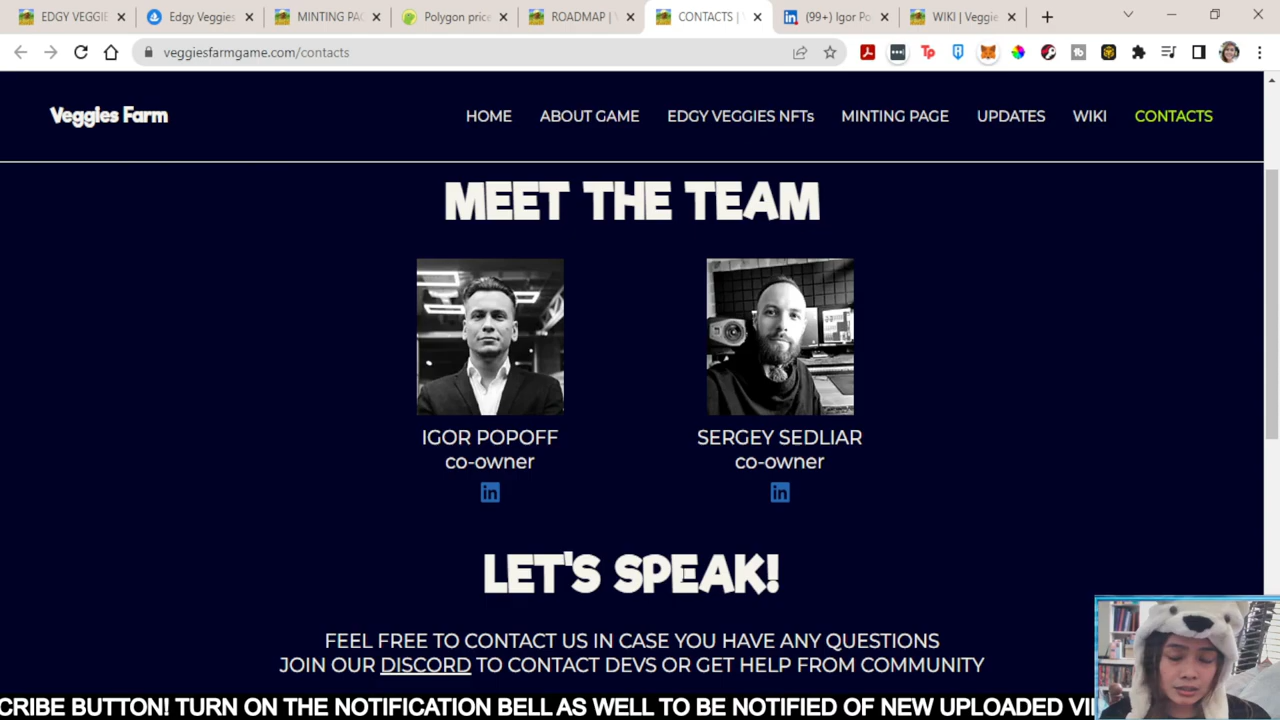 EDGY VEGGIE
Edgy Veggies
MINTING PAG
Polygon price
ROADMAP | V
CONTACTS |
(99+) Igor Po
WIKI | Veggie
veggiesfarmgame.com/contacts
Veggies Farm
HOME
ABOUT GAME
EDGY VEGGIES NFTs
MINTING PAGE
UPDATES
WIKI
CONTACTS
MEET THE TEAM
IGOR POPOFF
co-owner
in
SERGEY SEDLIAR
co-owner
in
LET'S SPEAK!
FEEL FREE TO CONTACT US IN CASE YOU HAVE ANY QUESTIONS
JOIN OUR DISCORD TO CONTACT DEVS OR GET HELP FROM COMMUNITY
CRIBE BUTTON! TURN ON THE NOTIFICATION BELL AS WELL TO BE NOTIFIED OF NEW UPLOADED VI